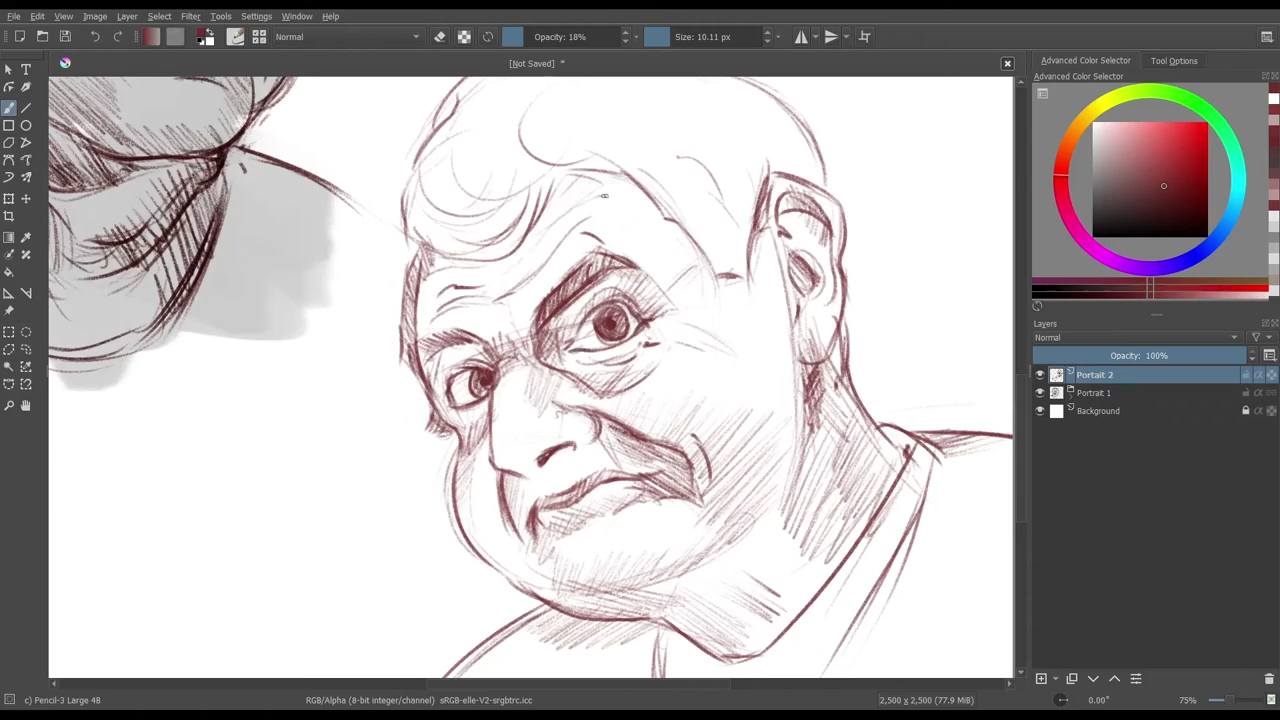 File Edit View Image Layer Select Filter Tools Settings Window Help
Normal Opacity: 18% Size: 10.11 px
[Not Saved] *
Advanced Color Selector Tool Options
Advanced Color Selector
Layers
Normal
Opacity: 100%
Portait 2
Portrait 1
Background
c) Pencil-3 Large 4B RGB/Alpha (8-bit integer/channel) sRGB-elle-V2-srgbtrc.icc 2,500 x 2,500 (77.9 MiB) 0.00° 75%